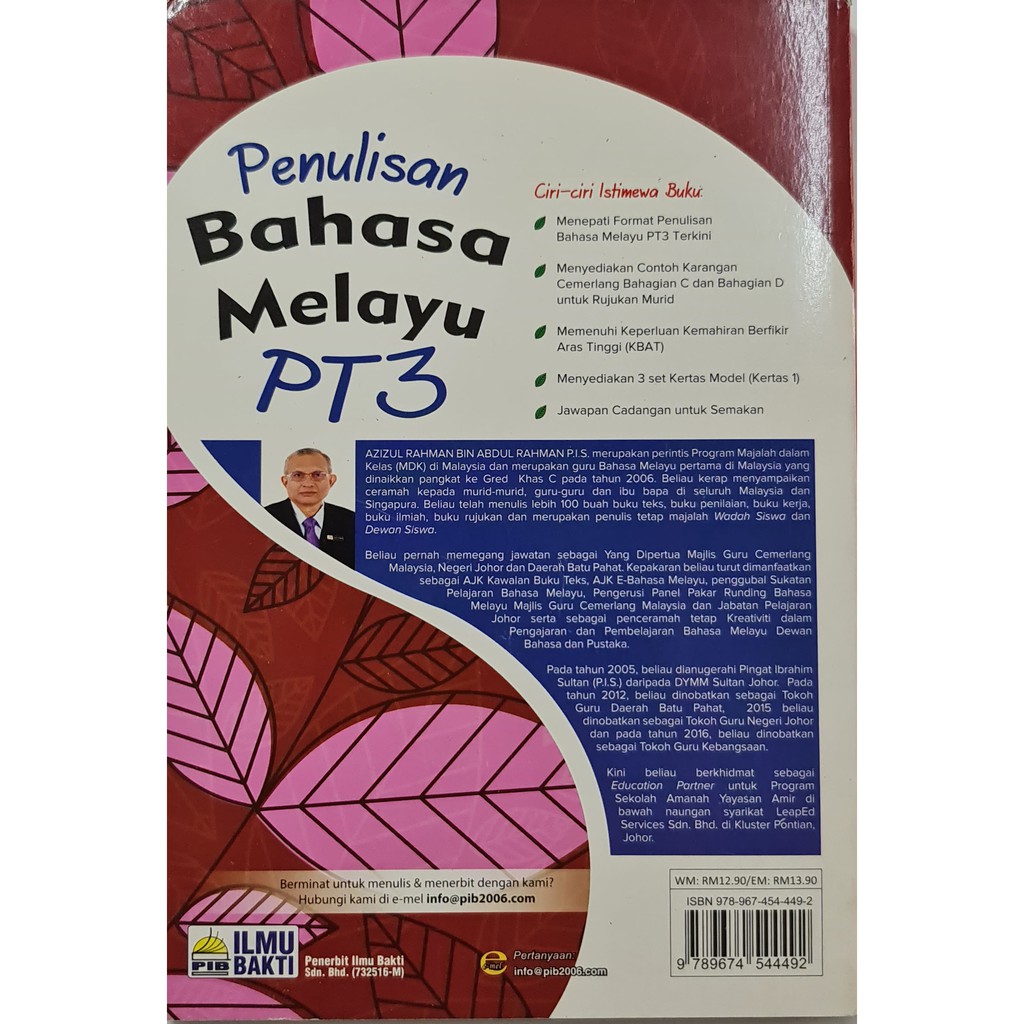 Penulisan
Bahasa
Melayu
PT3
Ciri-ciri Istimewa Buku:
Menepati Format Penulisan
Bahasa Melayu PT3 Terkini
Menyediakan Contoh Karangan
Cemerlang Bahagian C dan Bahagian D
untuk Rujukan Murid
Memenuhi Keperluan Kemahiran Berfikir
Aras Tinggi (KBAT)
Menyediakan 3 set Kertas Model (Kertas 1)
Jawapan Cadangan untuk Semakan
AZIZUL RAHMAN BIN ABDUL RAHMAN P.I.S. merupakan perintis Program Majalah dalam
Kelas (MDK) di Malaysia dan merupakan guru Bahasa Melayu pertama di Malaysia yang
dinaikkan pangkat ke Gred Khas C pada tahun 2006. Beliau kerap menyampaikan
ceramah kepada murid-murid, guru-guru dan ibu bapa di seluruh Malaysia dan
Singapura. Beliau telah menulis lebih 100 buah buku teks, buku penilaian, buku kerja,
buku ilmiah, buku rujukan dan merupakan penulis tetap majalah Wadah Siswa dan
Dewan Siswa.
Beliau pernah memegang jawatan sebagai Yang Dipertua Majlis Guru Cemerlang
Malaysia, Negeri Johor dan Daerah Batu Pahat. Kepakaran beliau turut dimanfaatkan
sebagai AJK Kawalan Buku Teks, AJK E-Bahasa Melayu, penggubal Sukatan
Pelajaran Bahasa Melayu, Pengerusi Panel Pakar Runding Bahasa
Melayu Majlis Guru Cemerlang Malaysia dan Jabatan Pelajaran
Johor serta sebagai penceramah tetap Kreativiti dalam
Pengajaran dan Pembelajaran Bahasa Melayu Dewan
Bahasa dan Pustaka.
Pada tahun 2005, beliau dianugerahi Pingat Ibrahim
Sultan (P.I.S.) daripada DYMM Sultan Johor. Pada
tahun 2012, beliau dinobatkan sebagai Tokoh
Guru Daerah Batu Pahat, 2015 beliau
dinobatkan sebagai Tokoh Guru Negeri Johor
dan pada tahun 2016, beliau dinobatkan
sebagai Tokoh Guru Kebangsaan.
Kini beliau berkhidmat sebagai
Education Partner untuk Program
Sekolah Amanah Yayasan Amir di
bawah naungan syarikat LeapEd
Services Sdn. Bhd. di Kluster Pontian,
Johor.
Berminat untuk menulis & menerbit dengan kami?
Hubungi kami di e-mel info@pib2006.com
PIB
ILMU
BAKTI
Penerbit Ilmu Bakti
Sdn. Bhd. (732516-M)
e-mel
Pertanyaan:
info@pib2006.com
WM: RM12.90/EM: RM13.90
ISBN 978-967-454-449-2
9 789674 544492